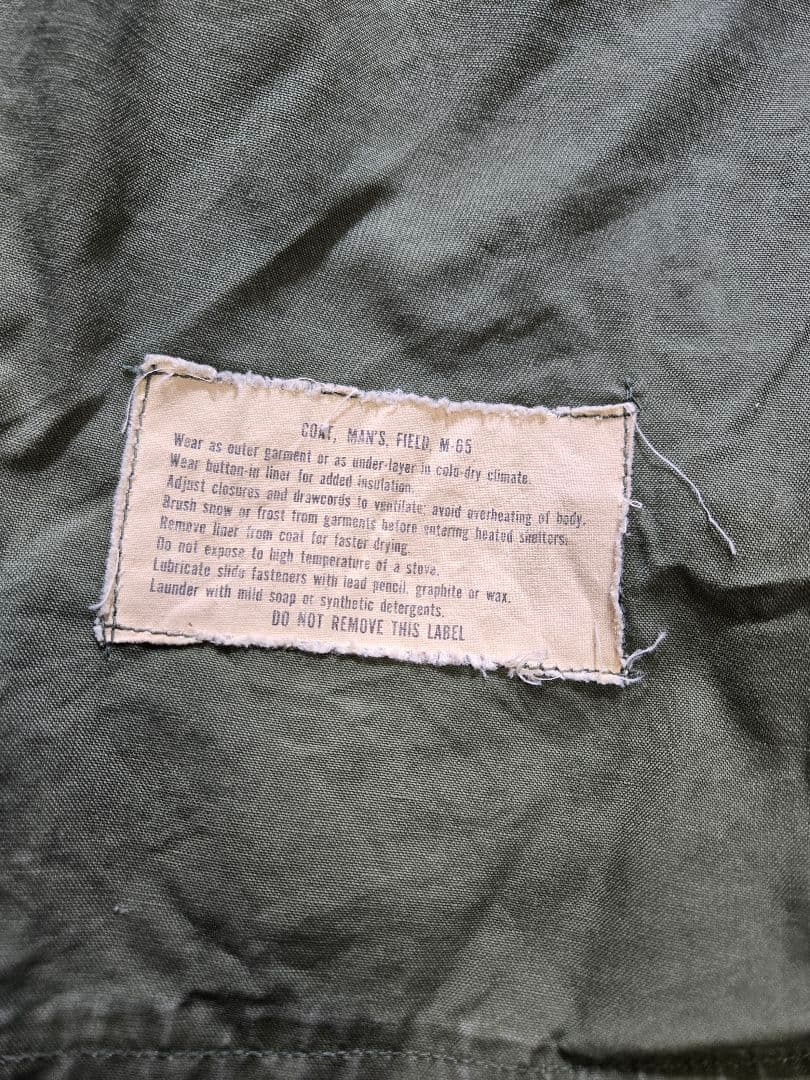 COAT, MAN'S, FIELD, M-65
Wear as outer garment or as under-layer in cold-dry climate.
Wear button-in liner for added insulation.
Adjust closures and drawcords to ventilate; avoid overheating of body.
Brush snow or frost from garments before entering heated shelters.
Remove liner from coat for faster drying.
Do not expose to high temperature of a stove.
Lubricate slide fasteners with lead pencil, graphite or wax.
Launder with mild soap or synthetic detergents.
DO NOT REMOVE THIS LABEL